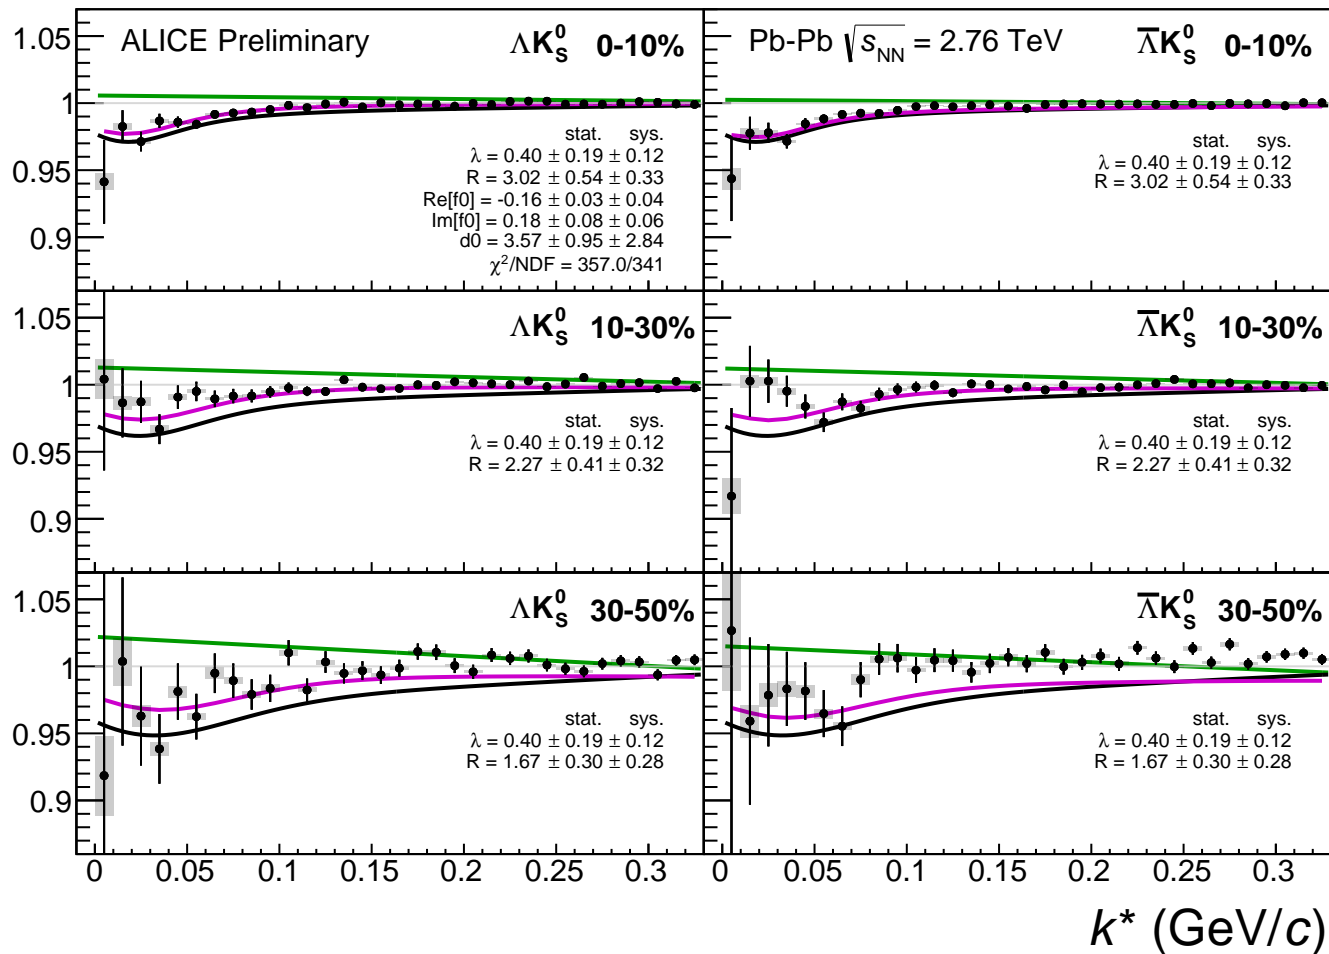 ALICE Preliminary
ΛK⁰_S 0-10%
Pb-Pb √s_NN = 2.76 TeV
Λ̅K⁰_S 0-10%
1.05
1
0.95
0.9
stat. sys.
λ = 0.40 ± 0.19 ± 0.12
R = 3.02 ± 0.54 ± 0.33
Re[f0] = -0.16 ± 0.03 ± 0.04
Im[f0] = 0.18 ± 0.08 ± 0.06
d0 = 3.57 ± 0.95 ± 2.84
χ²/NDF = 357.0/341
stat. sys.
λ = 0.40 ± 0.19 ± 0.12
R = 3.02 ± 0.54 ± 0.33
ΛK⁰_S 10-30%
Λ̅K⁰_S 10-30%
1.05
1
0.95
0.9
stat. sys.
λ = 0.40 ± 0.19 ± 0.12
R = 2.27 ± 0.41 ± 0.32
stat. sys.
λ = 0.40 ± 0.19 ± 0.12
R = 2.27 ± 0.41 ± 0.32
ΛK⁰_S 30-50%
Λ̅K⁰_S 30-50%
1.05
1
0.95
0.9
stat. sys.
λ = 0.40 ± 0.19 ± 0.12
R = 1.67 ± 0.30 ± 0.28
stat. sys.
λ = 0.40 ± 0.19 ± 0.12
R = 1.67 ± 0.30 ± 0.28
0 0.05 0.1 0.15 0.2 0.25 0.3
0 0.05 0.1 0.15 0.2 0.25 0.3
k* (GeV/c)